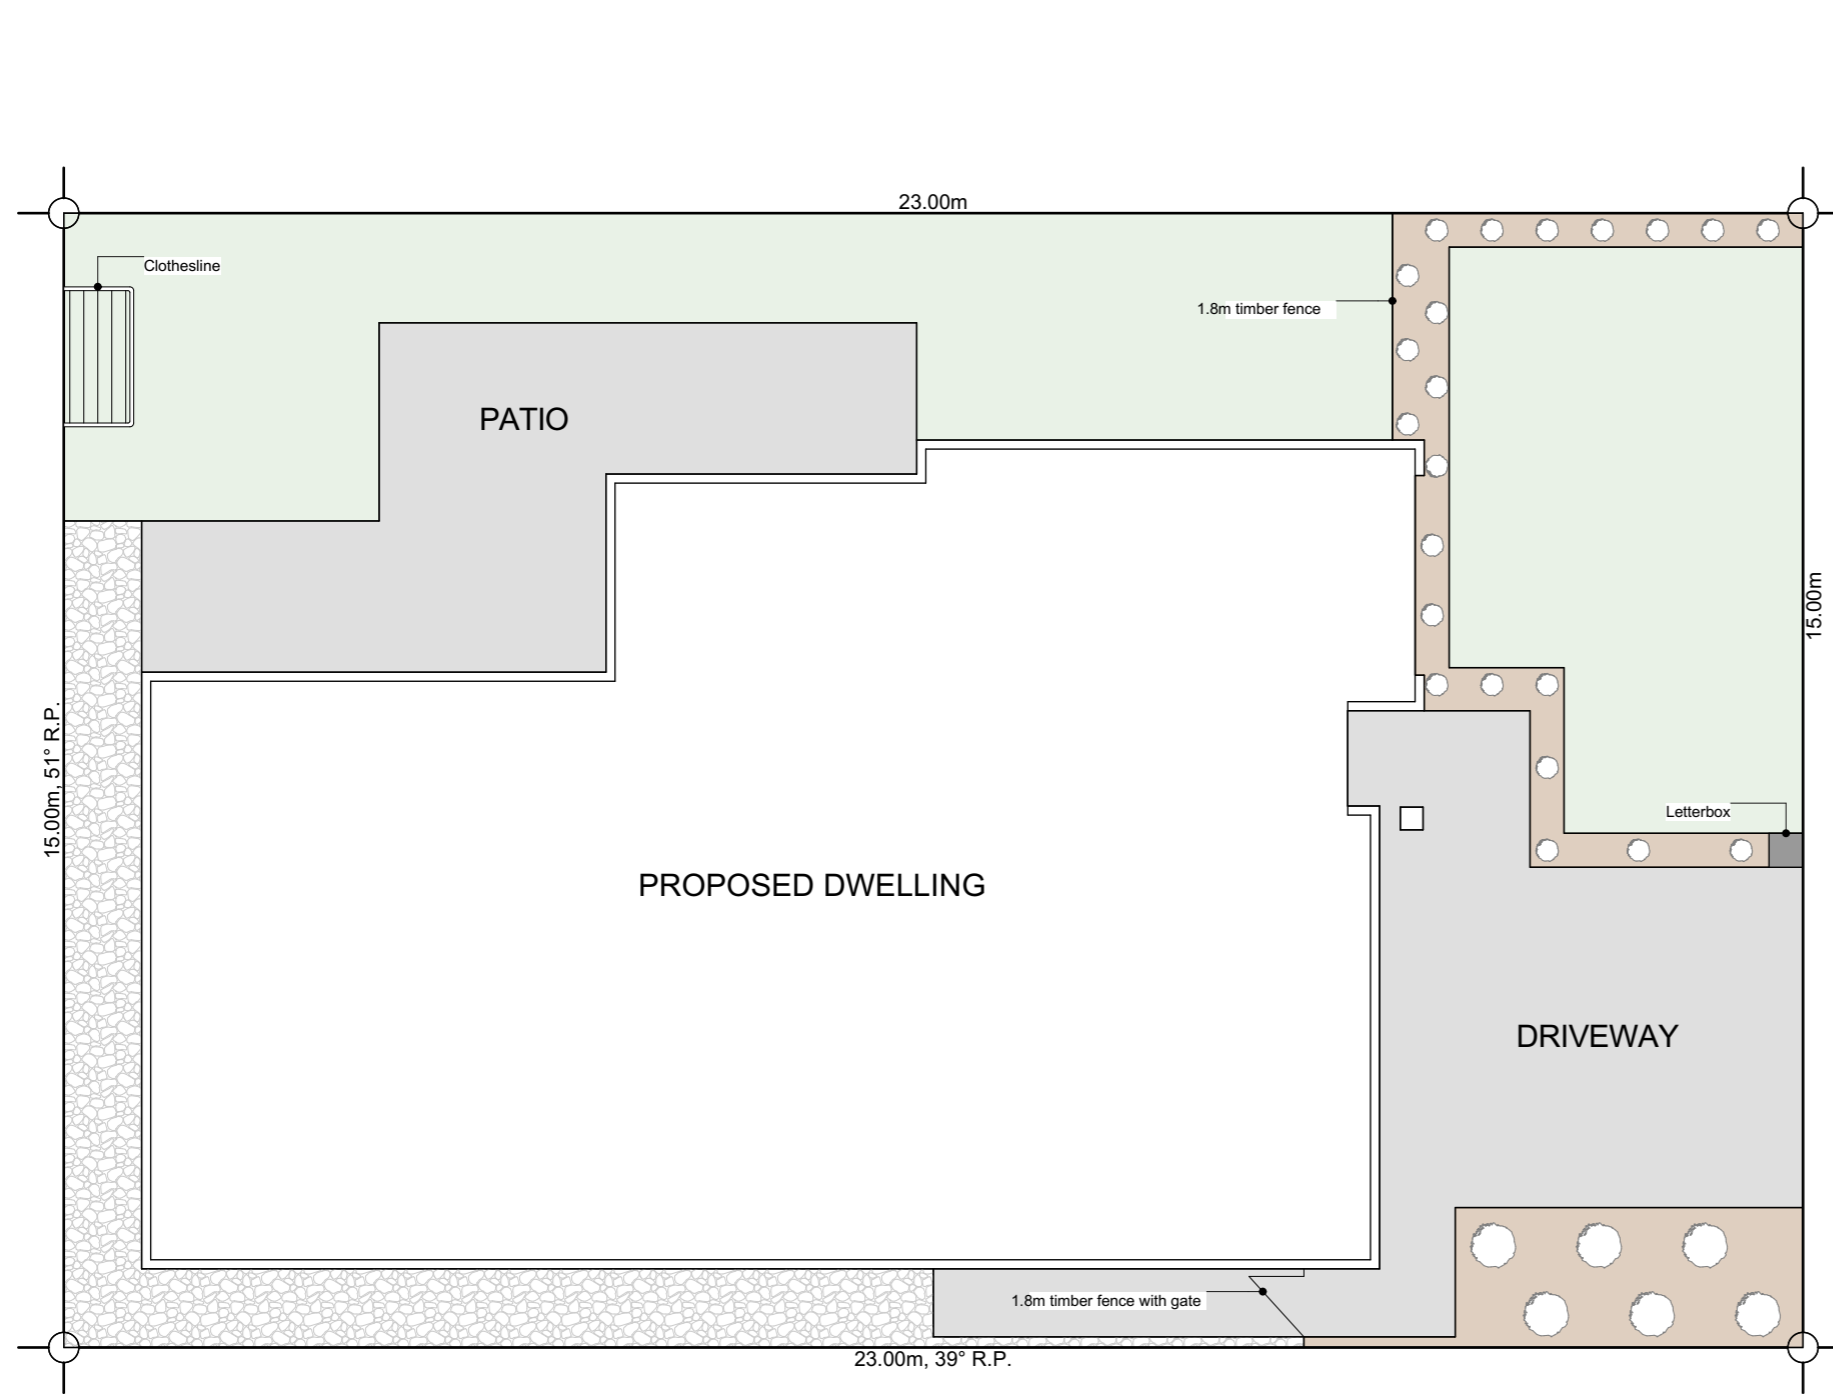 23.00m
Clothesline
1.8m timber fence
PATIO
15.00m
15.00m, 51° R.P.
Letterbox
PROPOSED DWELLING
DRIVEWAY
1.8m timber fence with gate
23.00m, 39° R.P.